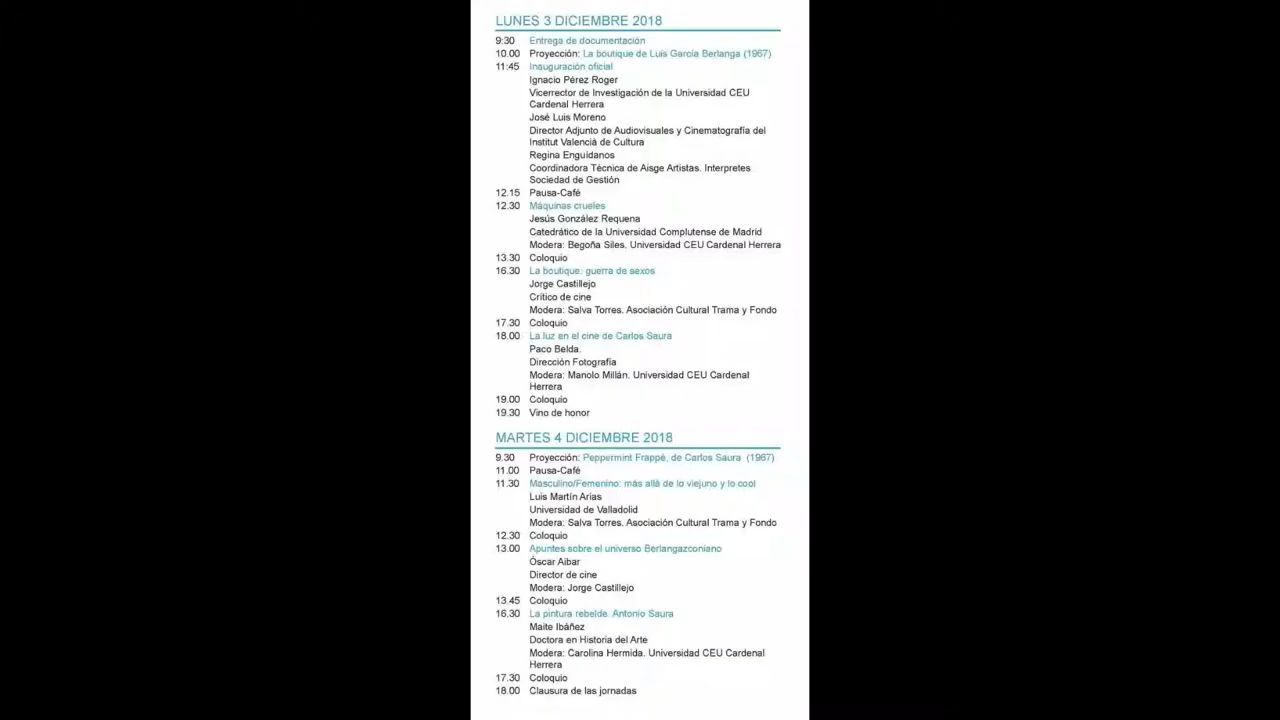 LUNES 3 DICIEMBRE 2018
9:30 Entrega de documentación
10.00 Proyección: La boutique de Luis García Berlanga (1967)
11:45 Inauguración oficial
Ignacio Pérez Roger
Vicerrector de Investigación de la Universidad CEU
Cardenal Herrera
José Luis Moreno
Director Adjunto de Audiovisuales y Cinematografía del
Institut Valencià de Cultura
Regina Enguídanos
Coordinadora Técnica de Aisge Artistas. Interpretes
Sociedad de Gestión
12.15 Pausa-Café
12.30 Máquinas crueles
Jesús González Requena
Catedrático de la Universidad Complutense de Madrid
Modera: Begoña Siles. Universidad CEU Cardenal Herrera
13.30 Coloquio
16.30 La boutique: guerra de sexos
Jorge Castillejo
Crítico de cine
Modera: Salva Torres. Asociación Cultural Trama y Fondo
17.30 Coloquio
18.00 La luz en el cine de Carlos Saura
Paco Belda.
Dirección Fotografía
Modera: Manolo Millán. Universidad CEU Cardenal
Herrera
19.00 Coloquio
19.30 Vino de honor
MARTES 4 DICIEMBRE 2018
9.30 Proyección: Peppermint Frappé, de Carlos Saura (1967)
11.00 Pausa-Café
11.30 Masculino/Femenino: más allá de lo viejuno y lo cool
Luis Martín Arias
Universidad de Valladolid
Modera: Salva Torres. Asociación Cultural Trama y Fondo
12.30 Coloquio
13.00 Apuntes sobre el universo Berlangazconiano
Óscar Aibar
Director de cine
Modera: Jorge Castillejo
13.45 Coloquio
16.30 La pintura rebelde. Antonio Saura
Maite Ibáñez
Doctora en Historia del Arte
Modera: Carolina Hermida. Universidad CEU Cardenal
Herrera
17.30 Coloquio
18.00 Clausura de las jornadas